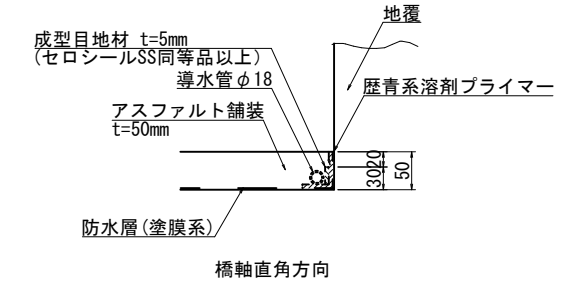 地覆
成型目地材 t=5mm
(セロシールSS同等品以上)
導水管φ18
歴青系溶剤プライマー
アスファルト舗装
t=50mm
20
30
50
防水層(塗膜系)
橋軸直角方向